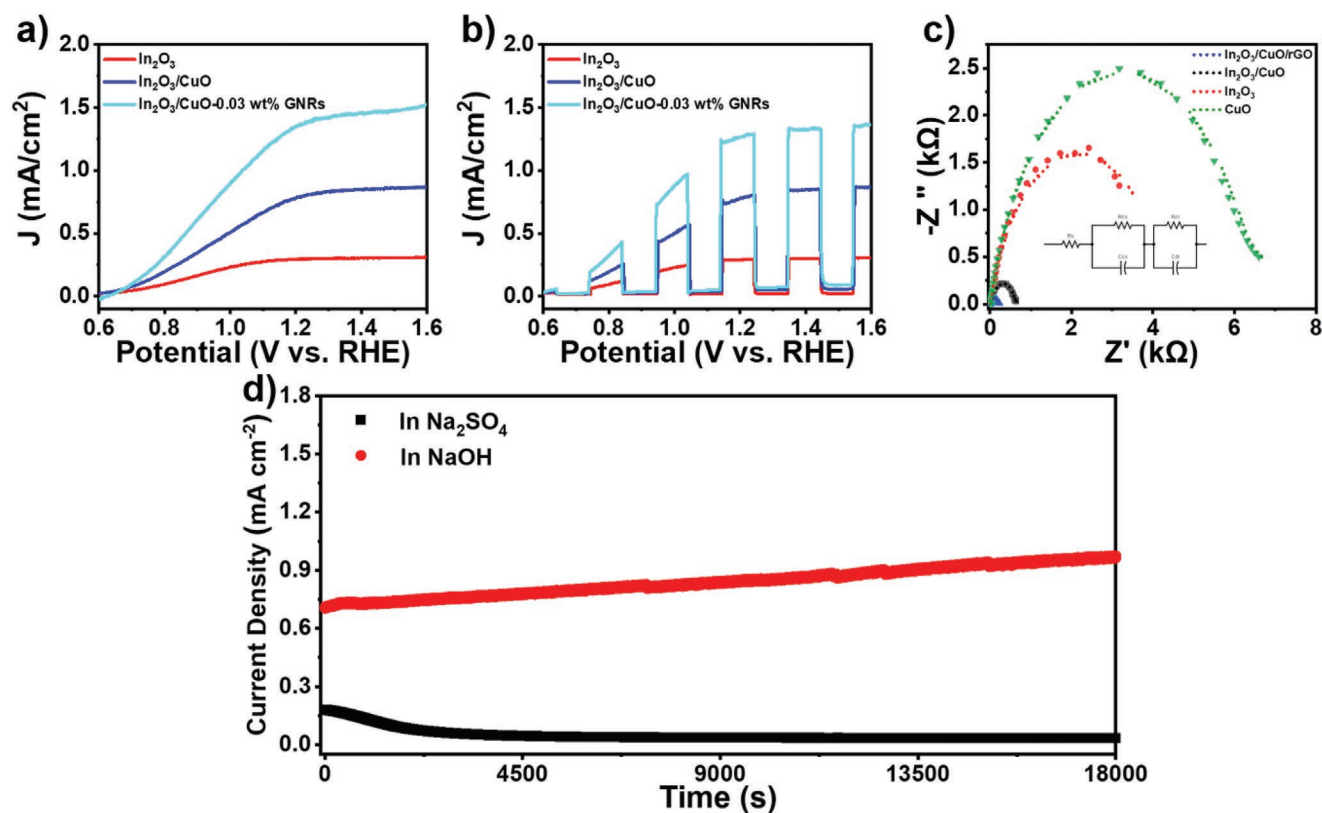 a)
2.0
1.5
1.0
0.5
0.0
J (mA/cm²)
In₂O₃
In₂O₃/CuO
In₂O₃/CuO-0.03 wt% GNRs
0.6 0.8 1.0 1.2 1.4 1.6
Potential (V vs. RHE)
b)
2.0
1.5
1.0
0.5
0.0
J (mA/cm²)
In₂O₃
In₂O₃/CuO
In₂O₃/CuO-0.03 wt% GNRs
0.6 0.8 1.0 1.2 1.4 1.6
Potential (V vs. RHE)
c)
2.5
2.0
1.5
1.0
0.5
0.0
-Z" (kΩ)
In₂O₃/CuO/rGO
In₂O₃/CuO
In₂O₃
CuO
0 2 4 6 8
Z' (kΩ)
d)
1.8
1.5
1.2
0.9
0.6
0.3
0.0
Current Density (mA cm⁻²)
In Na₂SO₄
In NaOH
0 4500 9000 13500 18000
Time (s)